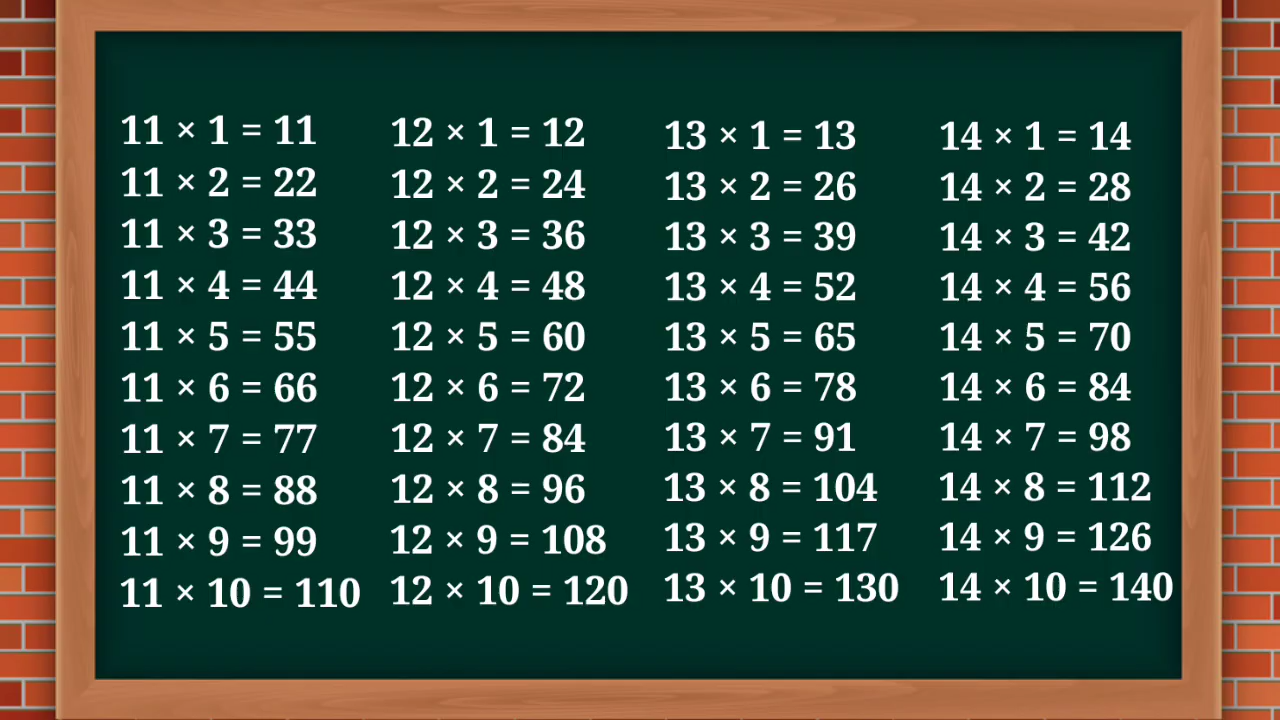 11 × 1 = 11
11 × 2 = 22
11 × 3 = 33
11 × 4 = 44
11 × 5 = 55
11 × 6 = 66
11 × 7 = 77
11 × 8 = 88
11 × 9 = 99
11 × 10 = 110
12 × 1 = 12
12 × 2 = 24
12 × 3 = 36
12 × 4 = 48
12 × 5 = 60
12 × 6 = 72
12 × 7 = 84
12 × 8 = 96
12 × 9 = 108
12 × 10 = 120
13 × 1 = 13
13 × 2 = 26
13 × 3 = 39
13 × 4 = 52
13 × 5 = 65
13 × 6 = 78
13 × 7 = 91
13 × 8 = 104
13 × 9 = 117
13 × 10 = 130
14 × 1 = 14
14 × 2 = 28
14 × 3 = 42
14 × 4 = 56
14 × 5 = 70
14 × 6 = 84
14 × 7 = 98
14 × 8 = 112
14 × 9 = 126
14 × 10 = 140